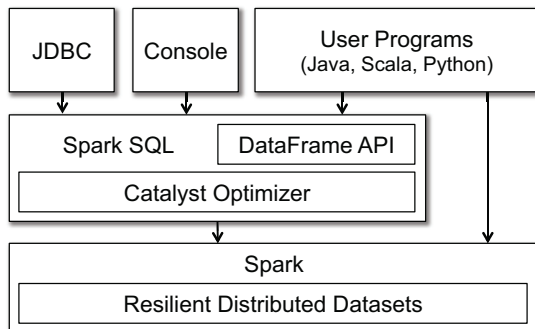 JDBC
Console
User Programs
(Java, Scala, Python)
Spark SQL
DataFrame API
Catalyst Optimizer
Spark
Resilient Distributed Datasets